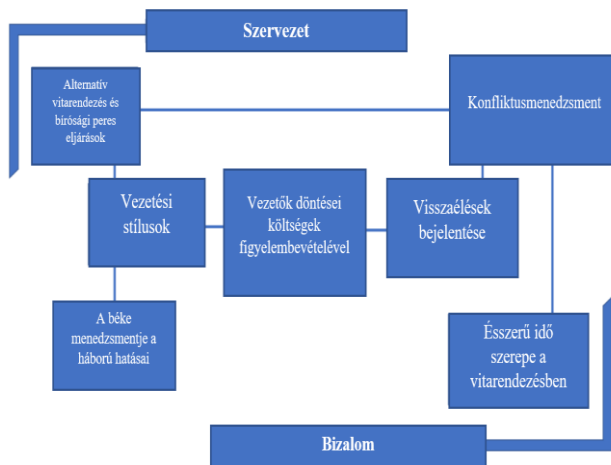 Szervezet
Alternatív
vitarendezés és
bírósági peres
eljárások
Konfliktusmenedzsment
Vezetési
stílusok
Vezetők döntései
költségek
figyelembevételével
Visszaélések
bejelentése
A béke
menedzsmentje a
háború hatásai
Ésszerű idő
szerepe a
vitarendezésben
Bizalom